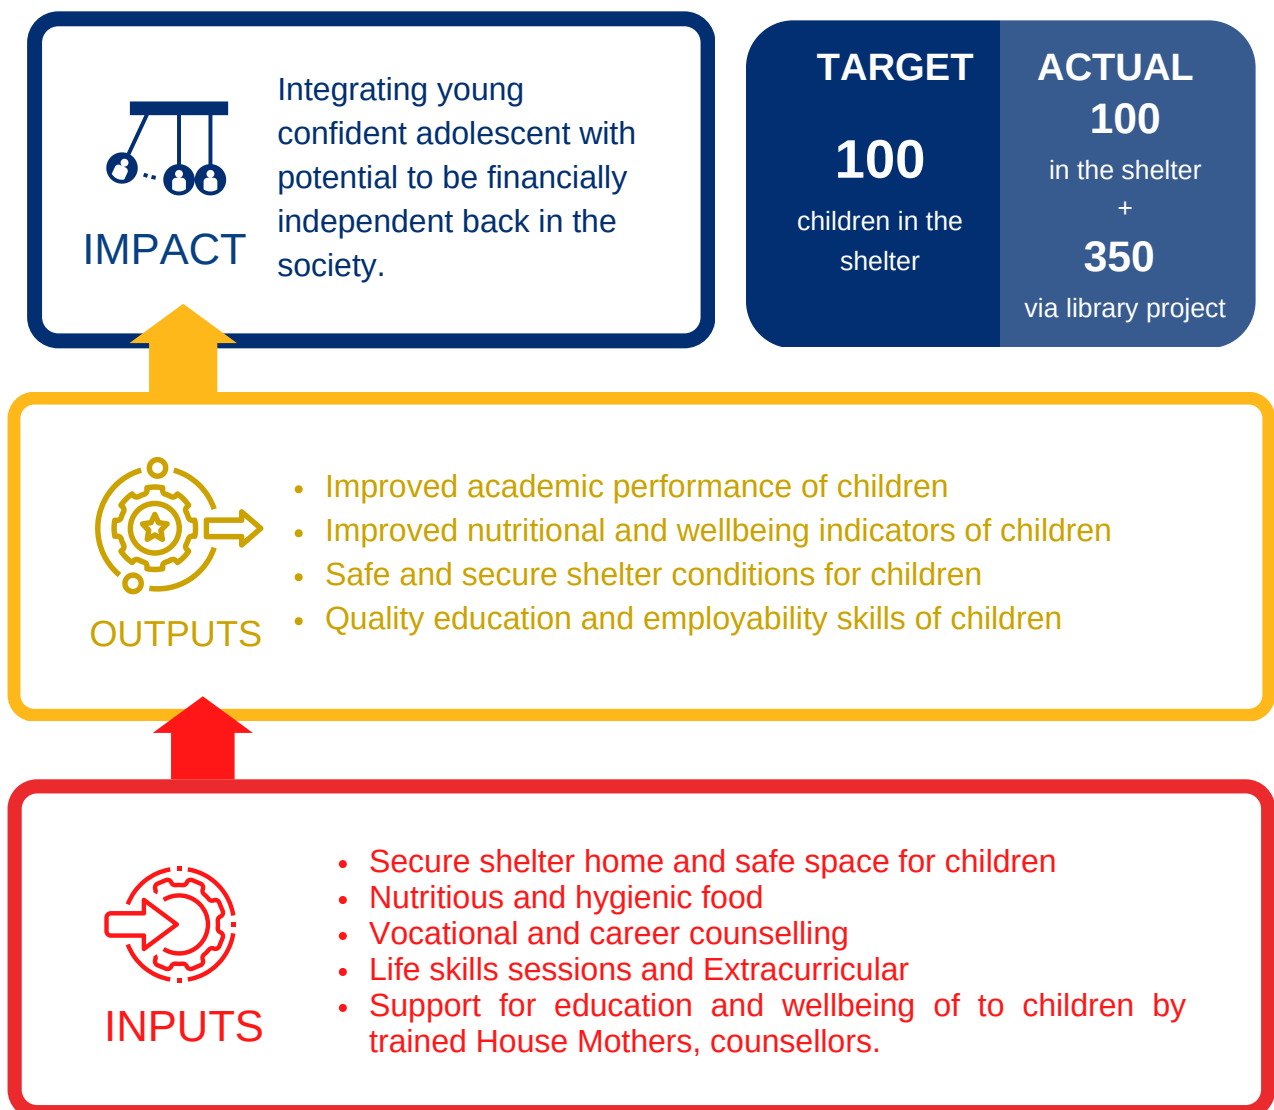 Integrating young
confident adolescent with
potential to be financially
independent back in the
society.
IMPACT
TARGET
100
children in the
shelter
ACTUAL
100
in the shelter
+
350
via library project
• Improved academic performance of children
• Improved nutritional and wellbeing indicators of children
• Safe and secure shelter conditions for children
• Quality education and employability skills of children
OUTPUTS
• Secure shelter home and safe space for children
• Nutritious and hygienic food
• Vocational and career counselling
• Life skills sessions and Extracurricular
• Support for education and wellbeing of to children by
trained House Mothers, counsellors.
INPUTS